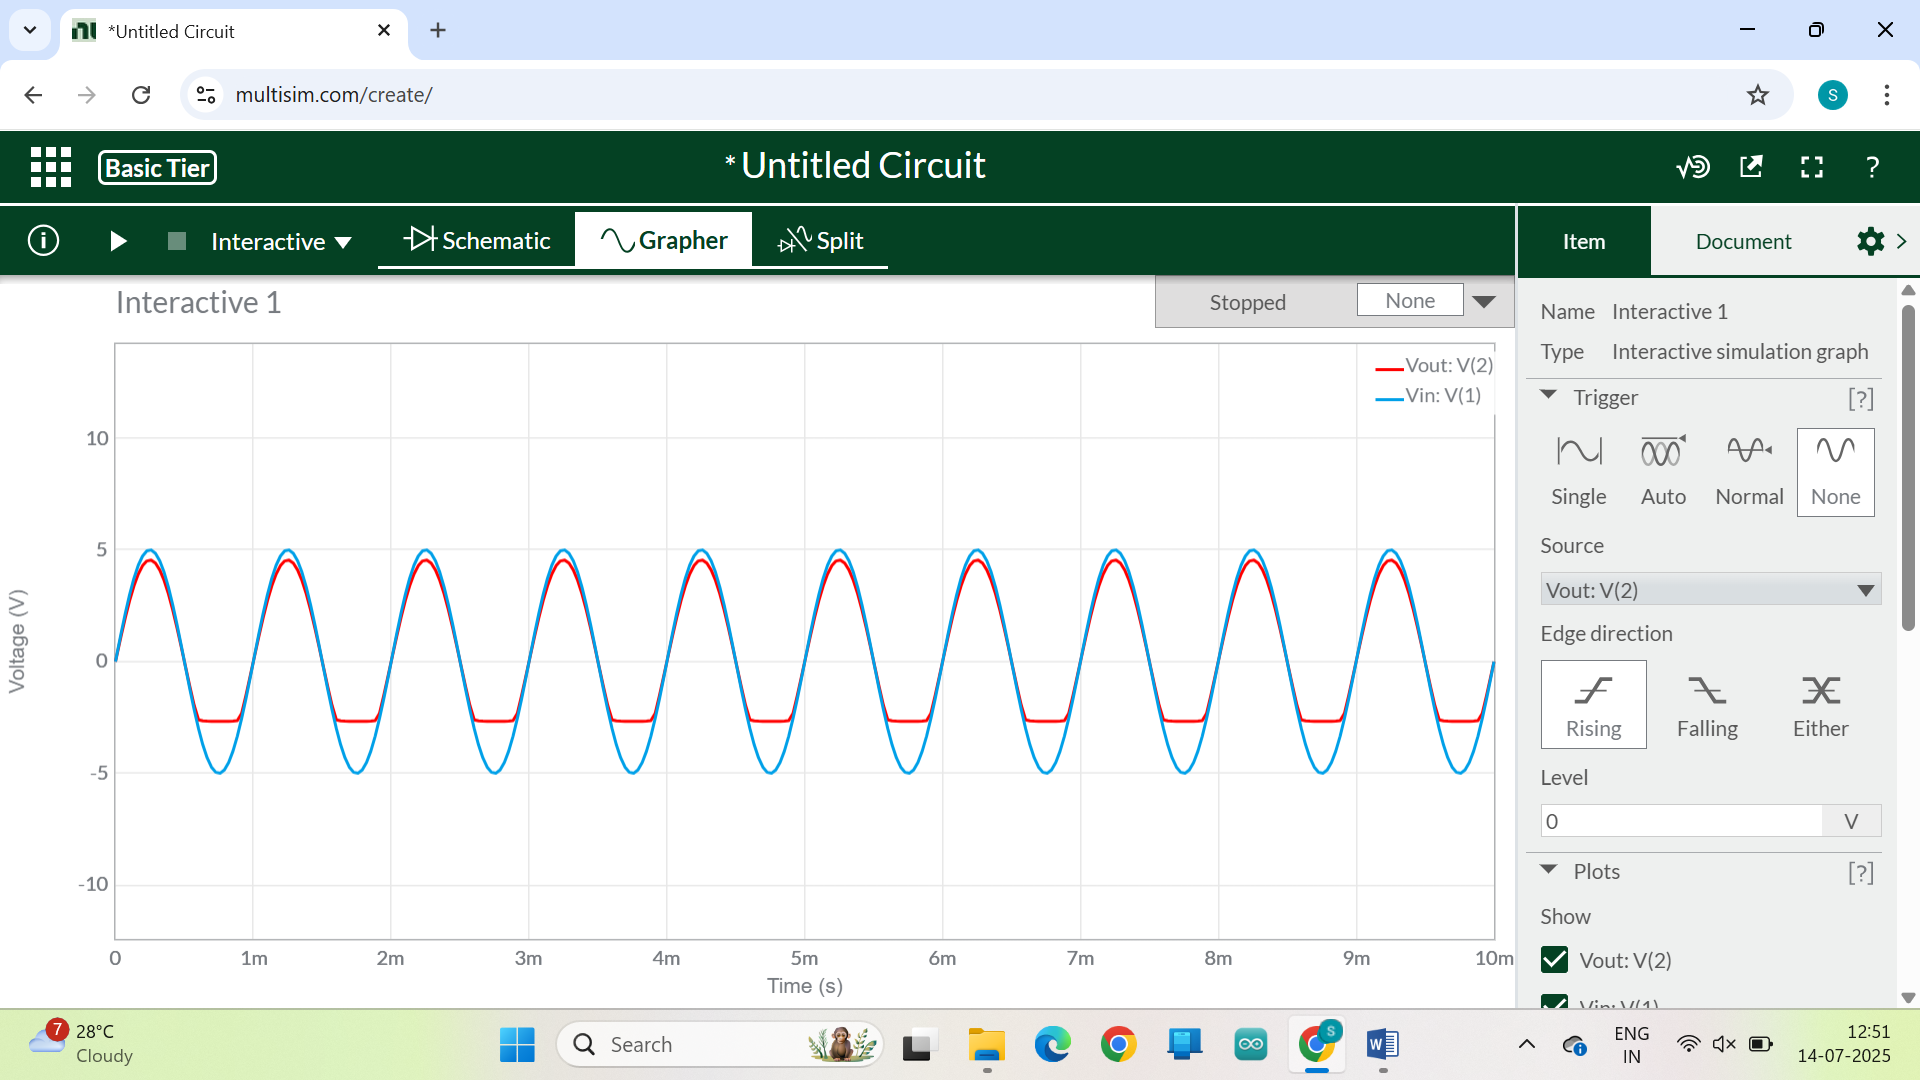 *Untitled Circuit
multisim.com/create/
S
Basic Tier
*Untitled Circuit
?
Interactive
Schematic
Grapher
Split
Item
Document
Interactive 1
Stopped
None
Name Interactive 1
Type Interactive simulation graph
Vout: V(2)
Vin: V(1)
Trigger [?]
Single
Auto
Normal
None
Source
Vout: V(2)
Edge direction
Rising
Falling
Either
Level
0 V
Plots [?]
Show
Vout: V(2)
Vin: V(1)
10
5
0
-5
-10
Voltage (V)
0 1m 2m 3m 4m 5m 6m 7m 8m 9m 10m
Time (s)
7
28°C
Cloudy
Search
S
W
ENG
IN
12:51
14-07-2025